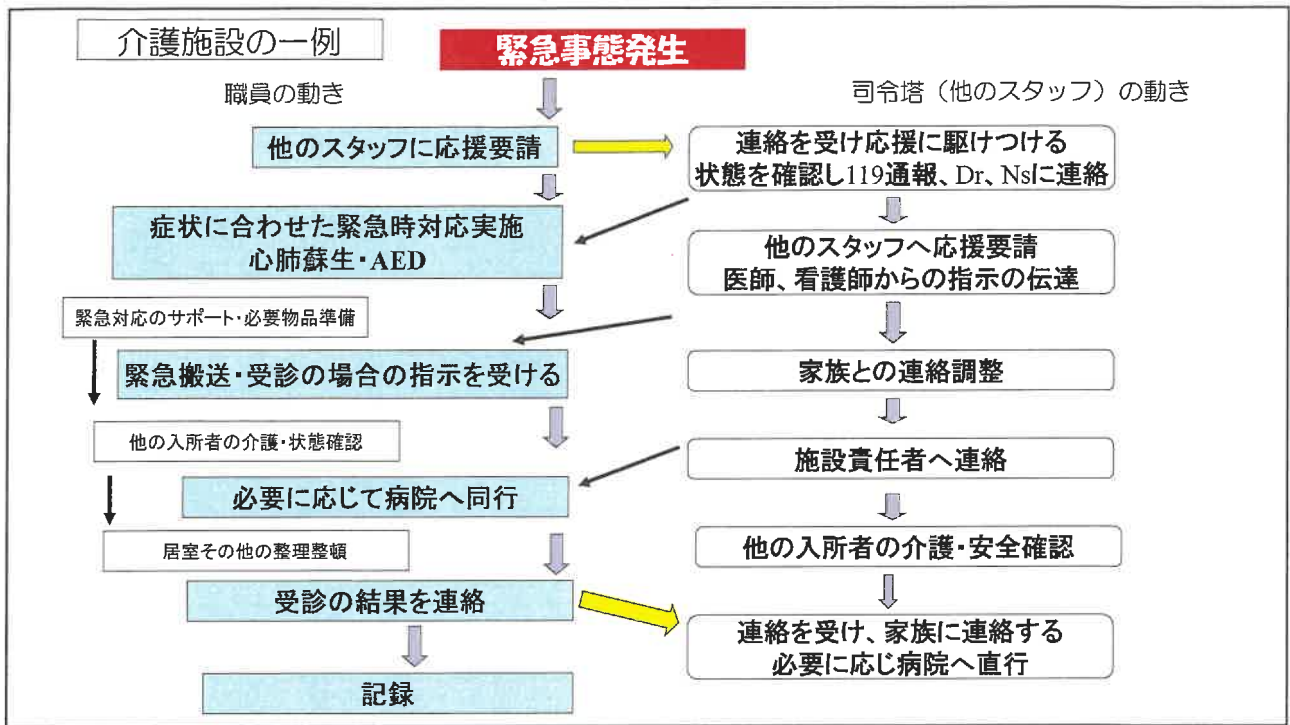 介護施設の一例
緊急事態発生
職員の動き
司令塔（他のスタッフ）の動き
他のスタッフに応援要請
連絡を受け応援に駆けつける
状態を確認し119通報、Dr、Nsに連絡
症状に合わせた緊急時対応実施
心肺蘇生・AED
他のスタッフへ応援要請
医師、看護師からの指示の伝達
緊急対応のサポート・必要物品準備
緊急搬送・受診の場合の指示を受ける
家族との連絡調整
他の入所者の介護・状態確認
施設責任者へ連絡
必要に応じて病院へ同行
居室その他の整理整頓
他の入所者の介護・安全確認
受診の結果を連絡
連絡を受け、家族に連絡する
必要に応じ病院へ直行
記録